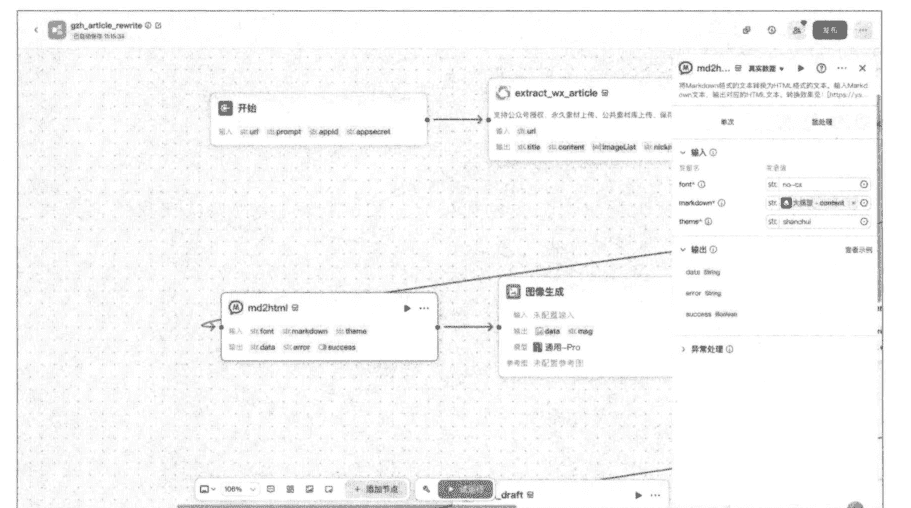 gzh_article_rewrite
已自动保存 11:15:34
发布
开始
输入 str.url str.prompt str.appid str.appsecret
extract_wx_article
支持公众号授权、永久素材上传、公共素材库上传、
输入 str.url
输出 str.title str.content ImageList
md2html
输入 str.font str.markdown str.theme
输出 str.data str.error success
图像生成
输入 未配置输入
输出 data str.msg
模型 通用-Pro
参考图 未配置参考图
106%
+ 添加节点
_draft
md2h... 真实数据
将Markdown格式的文本转换为HTML格式的文本。输入Markd
own文本,输出对应的HTML文本,
单次 批处理
输入
变量名 变量值
font* str.
markdown* str. 大模型 - content
theme* str. shanchui
输出 查看示例
data String
error String
success Boolean
异常处理